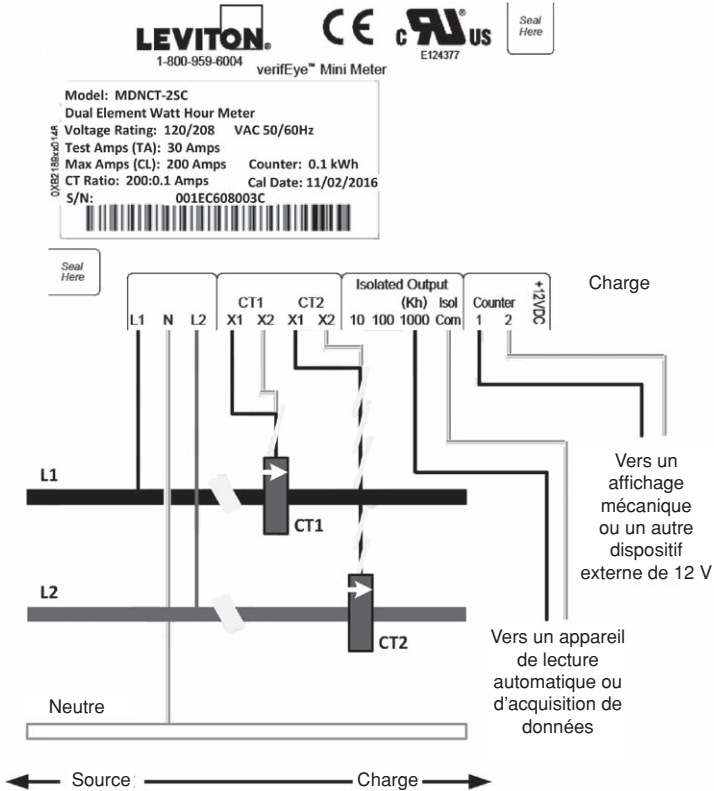 LEVITON®
1-800-959-6004
CE
c RU US
E124377
Seal
Here
verifEye™ Mini Meter
Model: MDNCT-2SC
Dual Element Watt Hour Meter
Voltage Rating: 120/208 VAC 50/60Hz
Test Amps (TA): 30 Amps
Max Amps (CL): 200 Amps Counter: 0.1 kWh
CT Ratio: 200:0.1 Amps Cal Date: 11/02/2016
S/N: 001EC608003C
0XB2189xx0148
Seal
Here
Isolated Output
CT1 CT2 (Kh) Isol Counter +12VDC
L1 N L2 X1 X2 X1 X2 10 100 1000 Com 1 2
Charge
L1
CT1
L2
CT2
Vers un
affichage
mécanique
ou un autre
dispositif
externe de 12 V
Vers un appareil
de lecture
automatique ou
d'acquisition de
données
Neutre
Source
Charge